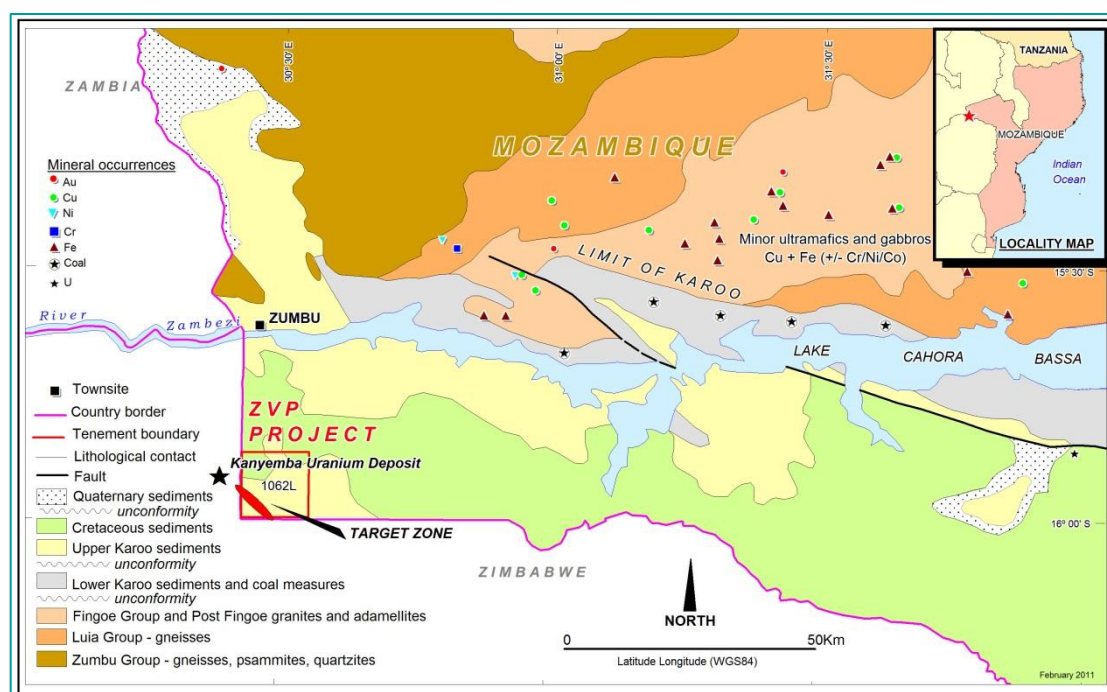 30º 30' E
31º 00' E
31º 30' E
ZAMBIA
MOZAMBIQUE
TANZANIA
MOZAMBIQUE
Indian
Ocean
LOCALITY MAP
Mineral occurrences
Au
Cu
Ni
Cr
Fe
Coal
U
Minor ultramafics and gabbros
Cu + Fe (+/- Cr/Ni/Co)
LIMIT OF KAROO
15º 30' S
River Zambezi
ZUMBU
LAKE CAHORA BASSA
Townsite
Country border
Tenement boundary
Lithological contact
Fault
Quaternary sediments
unconformity
Cretaceous sediments
Upper Karoo sediments
unconformity
Lower Karoo sediments and coal measures
unconformity
Fingoe Group and Post Fingoe granites and adamellites
Luia Group - gneisses
Zumbu Group - gneisses, psammites, quartzites
ZVP
PROJECT
Kanyemba Uranium Deposit
1062L
TARGET ZONE
U
16º 00' S
ZIMBABWE
NORTH
0 50Km
Latitude Longitude (WGS84)
February 2011